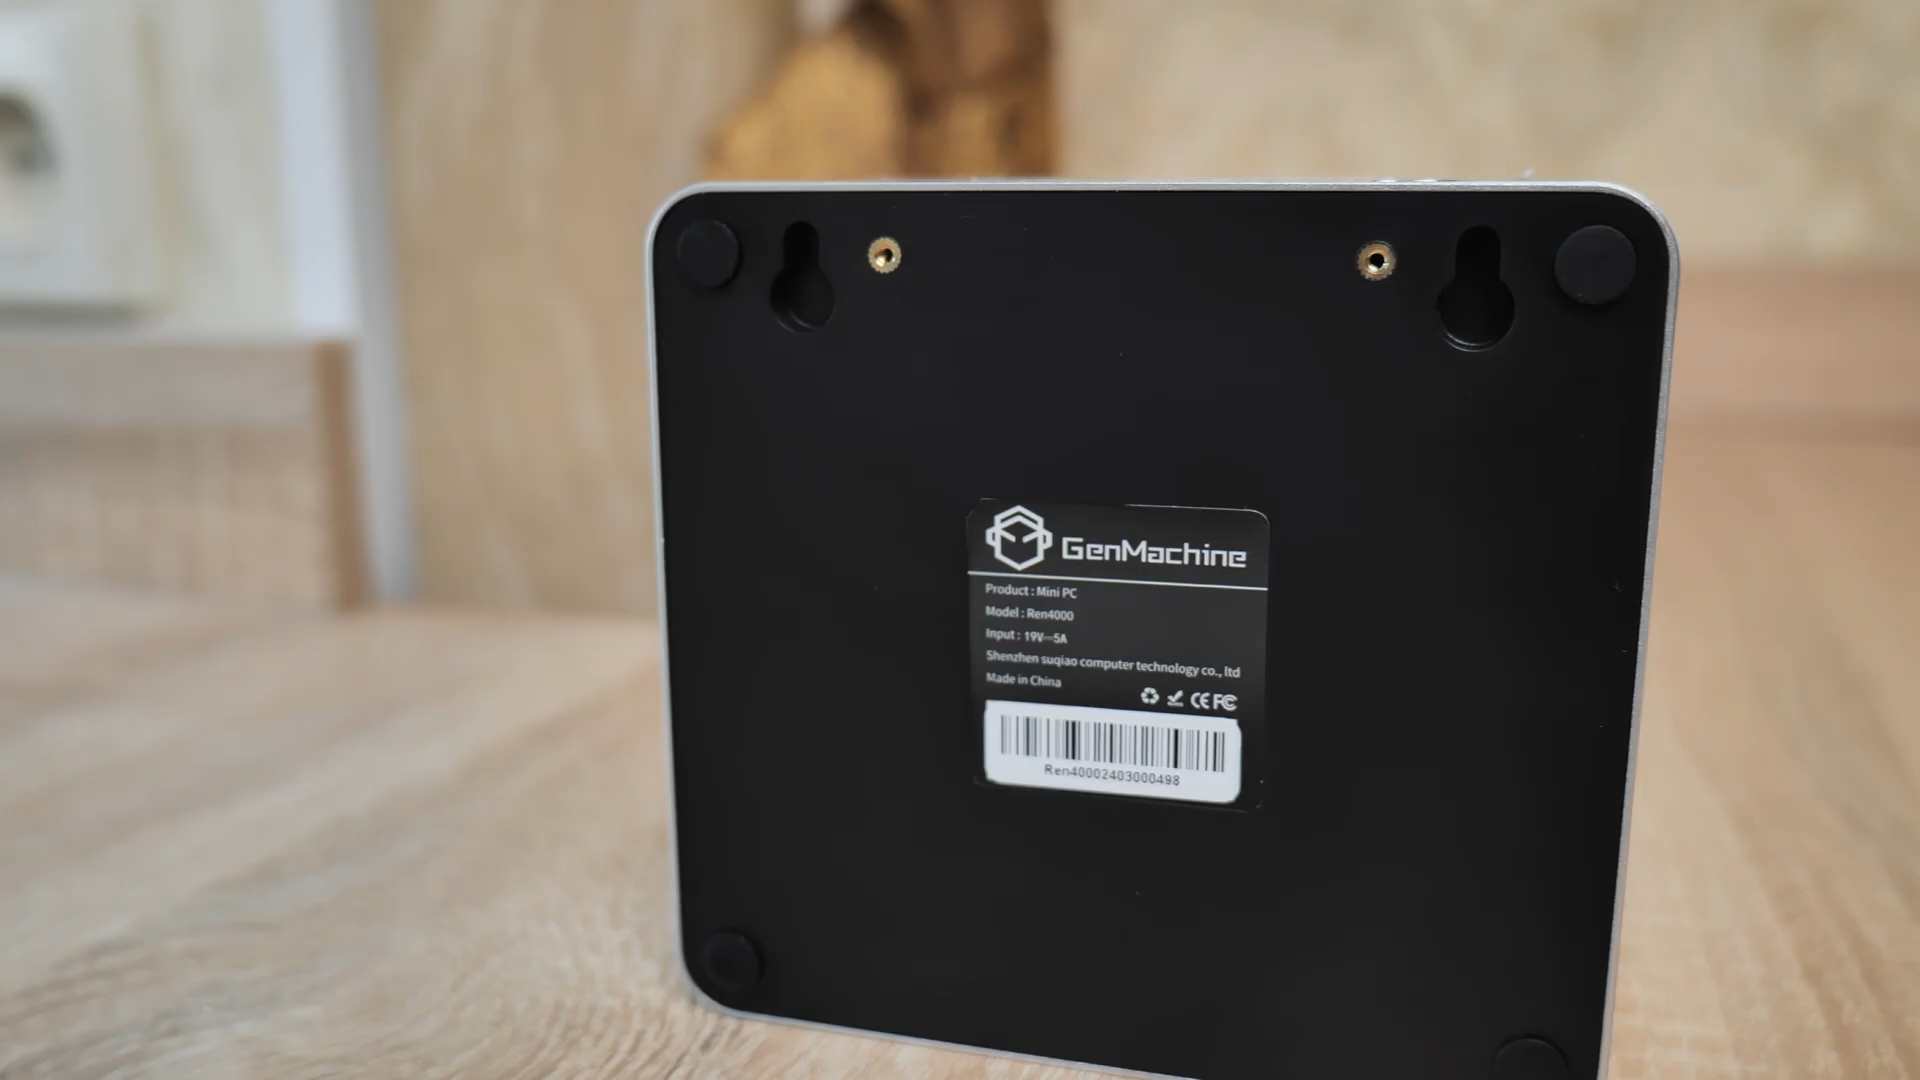 GenMachine
Product : Mini PC
Model : Ren4000
Input : 19V⎓5A
Shenzhen suqiao computer technology co., ltd
Made in China
CE FC
Ren40002403000498